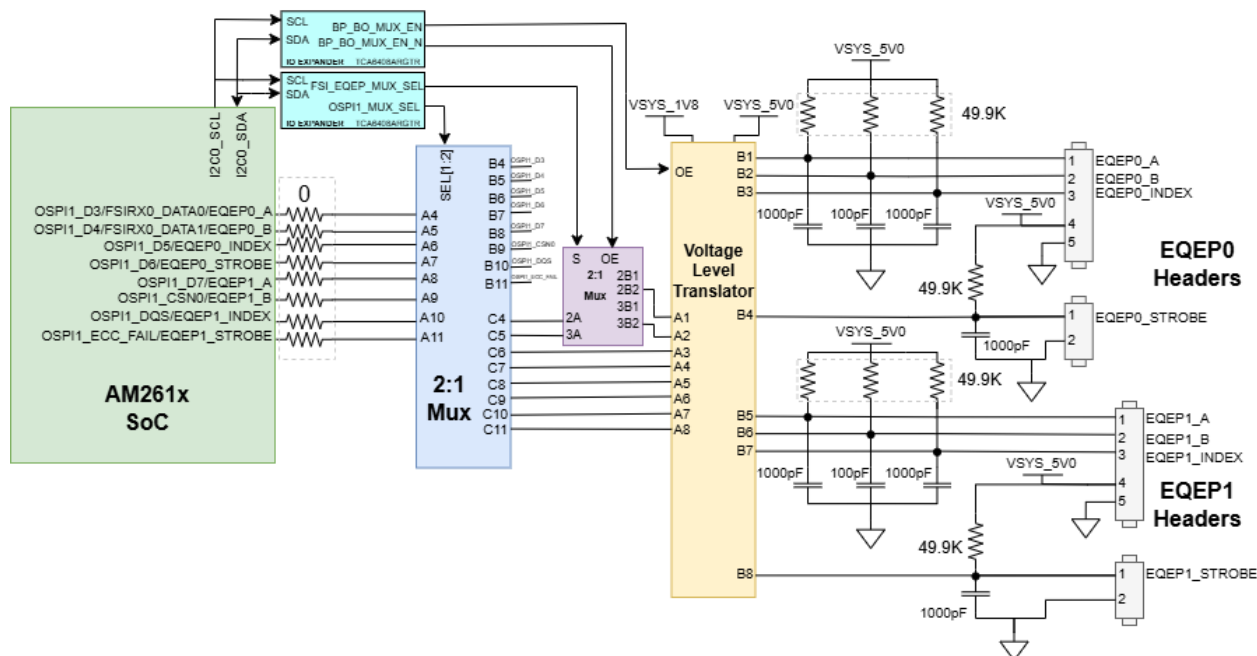 SCL
SDA
BP_BO_MUX_EN
BP_BO_MUX_EN_N
IO EXPANDER
TCA6408ARGTR
SCL
SDA
FSI_EQEP_MUX_SEL
OSPI1_MUX_SEL
IO EXPANDER
TCA6408ARGTR
I2C0_SCL
I2C0_SDA
OSPI1_D3/FSIRX0_DATA0/EQEP0_A
OSPI1_D4/FSIRX0_DATA1/EQEP0_B
OSPI1_D5/EQEP0_INDEX
OSPI1_D6/EQEP0_STROBE
OSPI1_D7/EQEP1_A
OSPI1_CSN0/EQEP1_B
OSPI1_DQS/EQEP1_INDEX
OSPI1_ECC_FAIL/EQEP1_STROBE
AM261x
SoC
0
SEL[1:2]
A4
A5
A6
A7
A8
A9
A10
A11
B4
B5
B6
B7
B8
B9
B10
B11
OSPI1_D3
OSPI1_D4
OSPI1_D5
OSPI1_D6
OSPI1_D7
OSPI1_CSN0
OSPI1_DQS
OSPI1_ECC_FAIL
C4
C5
C6
C7
C8
C9
C10
C11
2:1
Mux
S
OE
2:1
Mux
2B1
2B2
3B1
3B2
2A
3A
VSYS_1V8
VSYS_5V0
OE
Voltage
Level
Translator
A1
A2
A3
A4
A5
A6
A7
A8
B1
B2
B3
B4
B5
B6
B7
B8
VSYS_5V0
49.9K
1000pF
100pF
1000pF
VSYS_5V0
1
2
3
4
5
EQEP0_A
EQEP0_B
EQEP0_INDEX
EQEP0
Headers
49.9K
1000pF
1
2
EQEP0_STROBE
VSYS_5V0
49.9K
1000pF
100pF
1000pF
VSYS_5V0
1
2
3
4
5
EQEP1_A
EQEP1_B
EQEP1_INDEX
EQEP1
Headers
49.9K
1000pF
1
2
EQEP1_STROBE